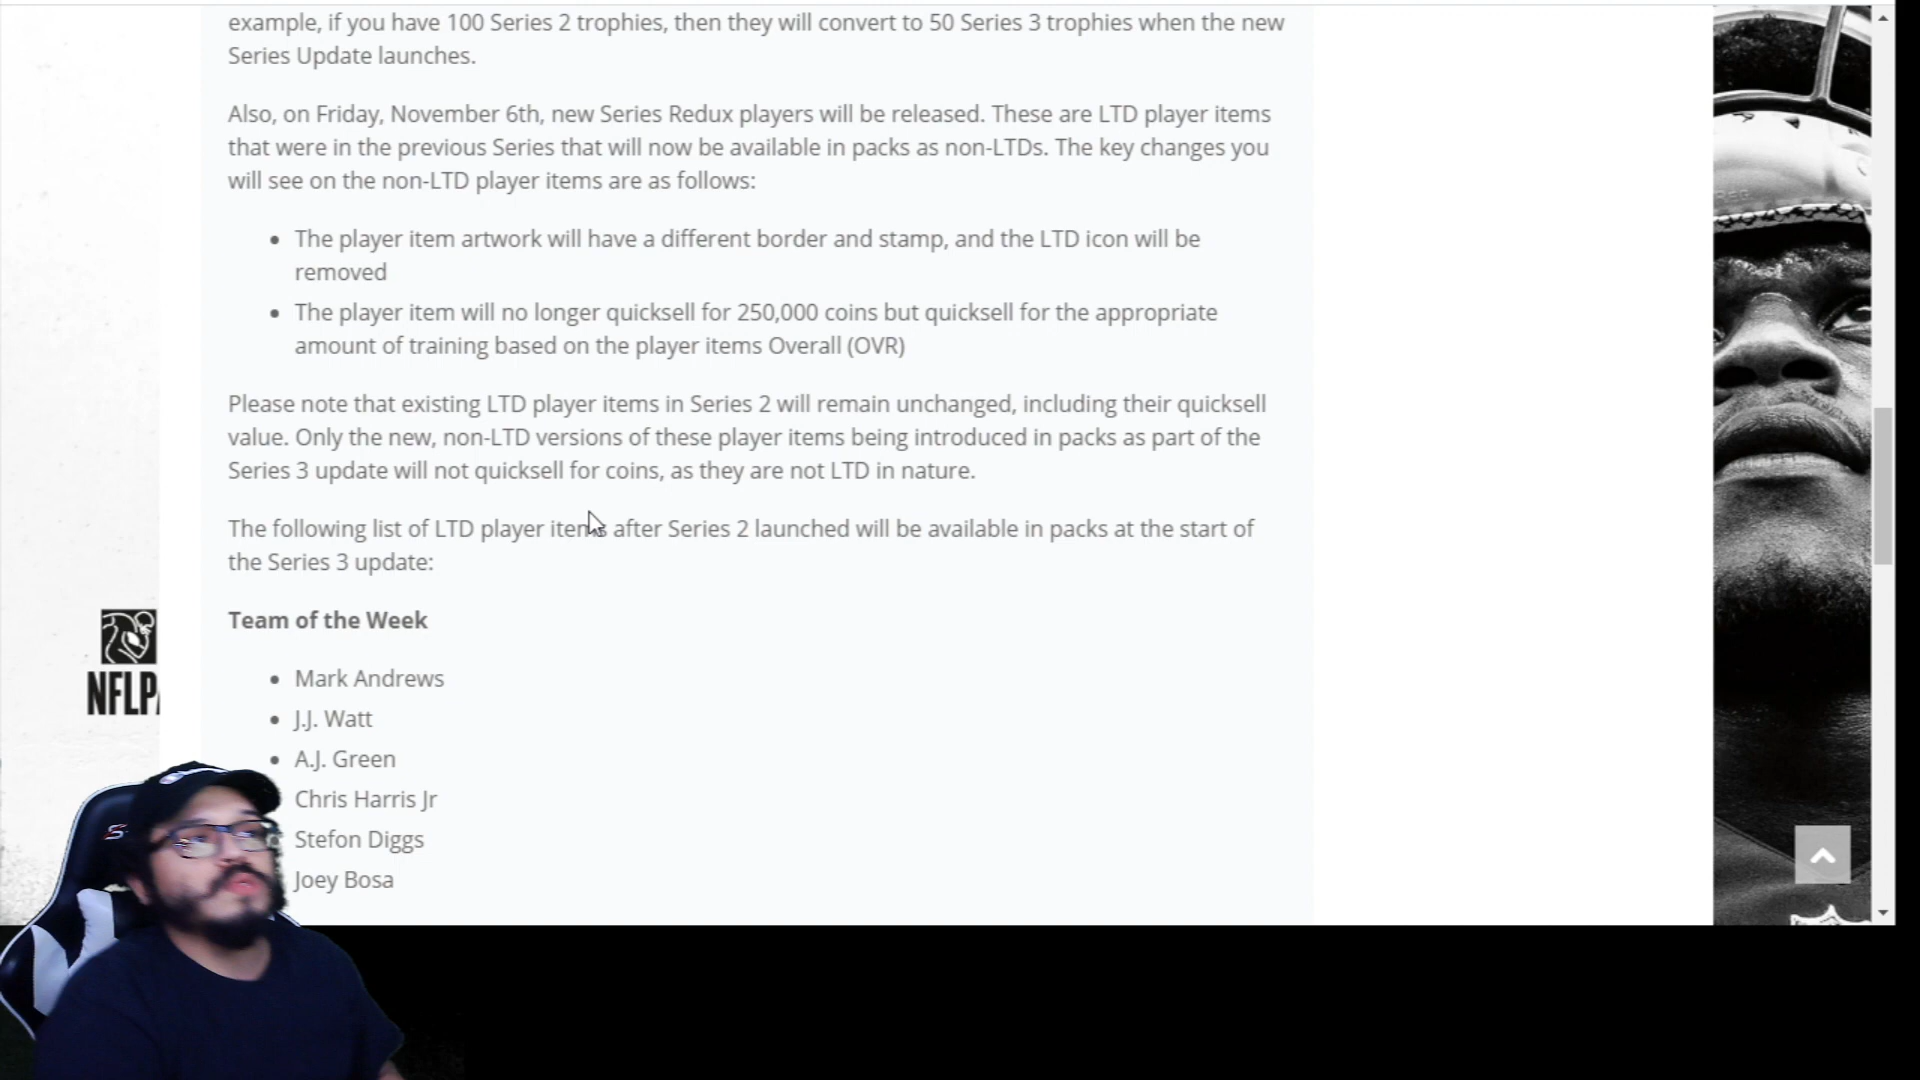 example, if you have 100 Series 2 trophies, then they will convert to 50 Series 3 trophies when the new
Series Update launches.
Also, on Friday, November 6th, new Series Redux players will be released. These are LTD player items
that were in the previous Series that will now be available in packs as non-LTDs. The key changes you
will see on the non-LTD player items are as follows:
The player item artwork will have a different border and stamp, and the LTD icon will be
removed
The player item will no longer quicksell for 250,000 coins but quicksell for the appropriate
amount of training based on the player items Overall (OVR)
Please note that existing LTD player items in Series 2 will remain unchanged, including their quicksell
value. Only the new, non-LTD versions of these player items being introduced in packs as part of the
Series 3 update will not quicksell for coins, as they are not LTD in nature.
The following list of LTD player items after Series 2 launched will be available in packs at the start of
the Series 3 update:
Team of the Week
Mark Andrews
J.J. Watt
A.J. Green
Chris Harris Jr
Stefon Diggs
Joey Bosa
NFLP